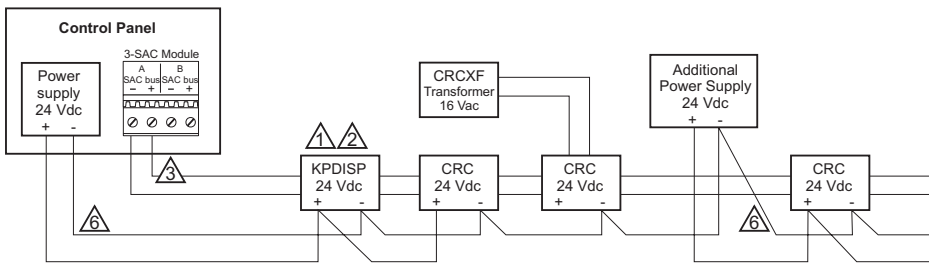 Control Panel
3-SAC Module
A B
SAC bus SAC bus
− + − +
Power
supply
24 Vdc
+ -
CRCXF
Transformer
16 Vac
Additional
Power Supply
24 Vdc
+ -
1 2
3
KPDISP
24 Vdc
+ -
CRC
24 Vdc
+ -
CRC
24 Vdc
+ -
CRC
24 Vdc
+ -
6
6